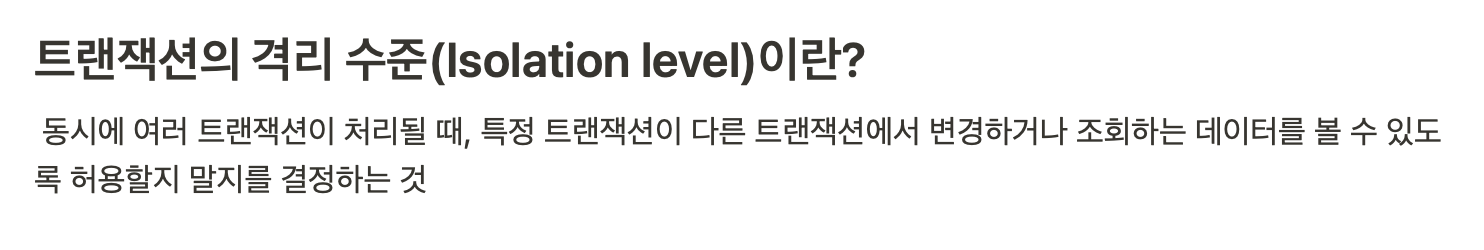 트랜잭션의 격리 수준(Isolation level)이란?
동시에 여러 트랜잭션이 처리될 때, 특정 트랜잭션이 다른 트랜잭션에서 변경하거나 조회하는 데이터를 볼 수 있도
록 허용할지 말지를 결정하는 것